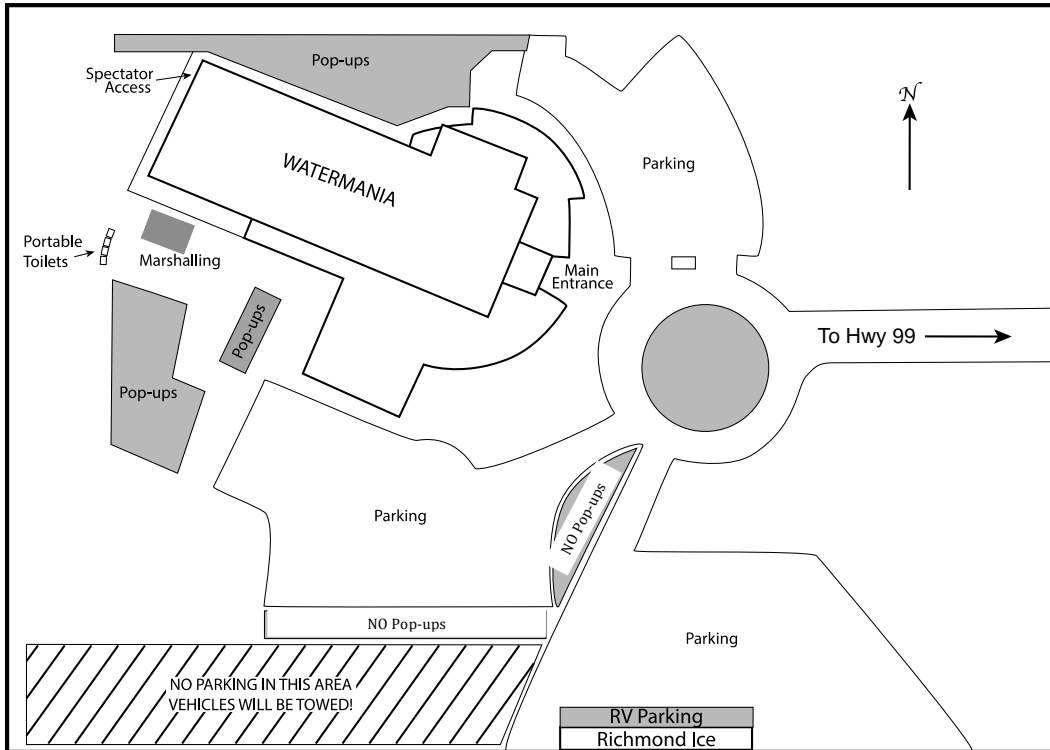 Pop-ups
Spectator
Access
N
Parking
WATERMANIA
Portable
Toilets
Marshalling
Main
Entrance
Pop-ups
To Hwy 99
Pop-ups
NO Pop-ups
Parking
NO Pop-ups
Parking
NO PARKING IN THIS AREA
VEHICLES WILL BE TOWED!
RV Parking
Richmond Ice